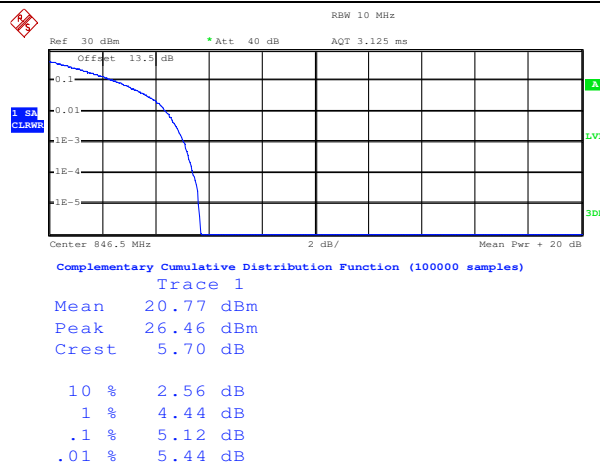 RBW 10 MHz
Ref 30 dBm * Att 40 dB AQT 3.125 ms
Offset 13.5 dB
0.1
A
0.01
1 SA
CLRWR
1E-3
1E-4
1E-5
Center 846.5 MHz 2 dB/ Mean Pwr + 20 dB
Complementary Cumulative Distribution Function (100000 samples)
Trace 1
Mean 20.77 dBm
Peak 26.46 dBm
Crest 5.70 dB
10 % 2.56 dB
1 % 4.44 dB
.1 % 5.12 dB
.01 % 5.44 dB